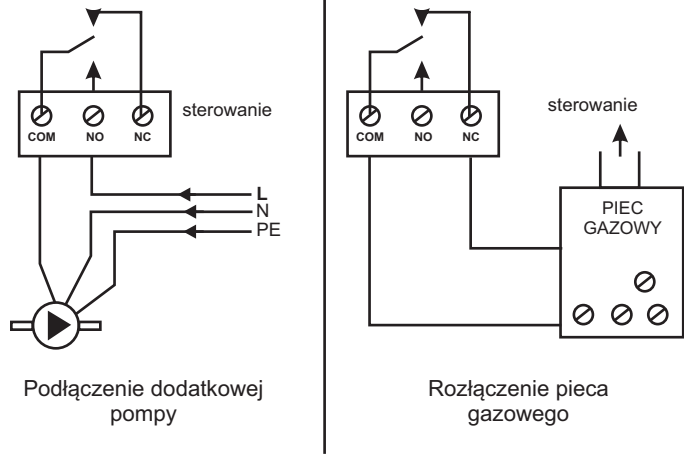 COM NO NC
sterowanie
L
N
PE
Podłączenie dodatkowej
pompy
COM NO NC
sterowanie
PIEC
GAZOWY
Rozłączenie pieca
gazowego